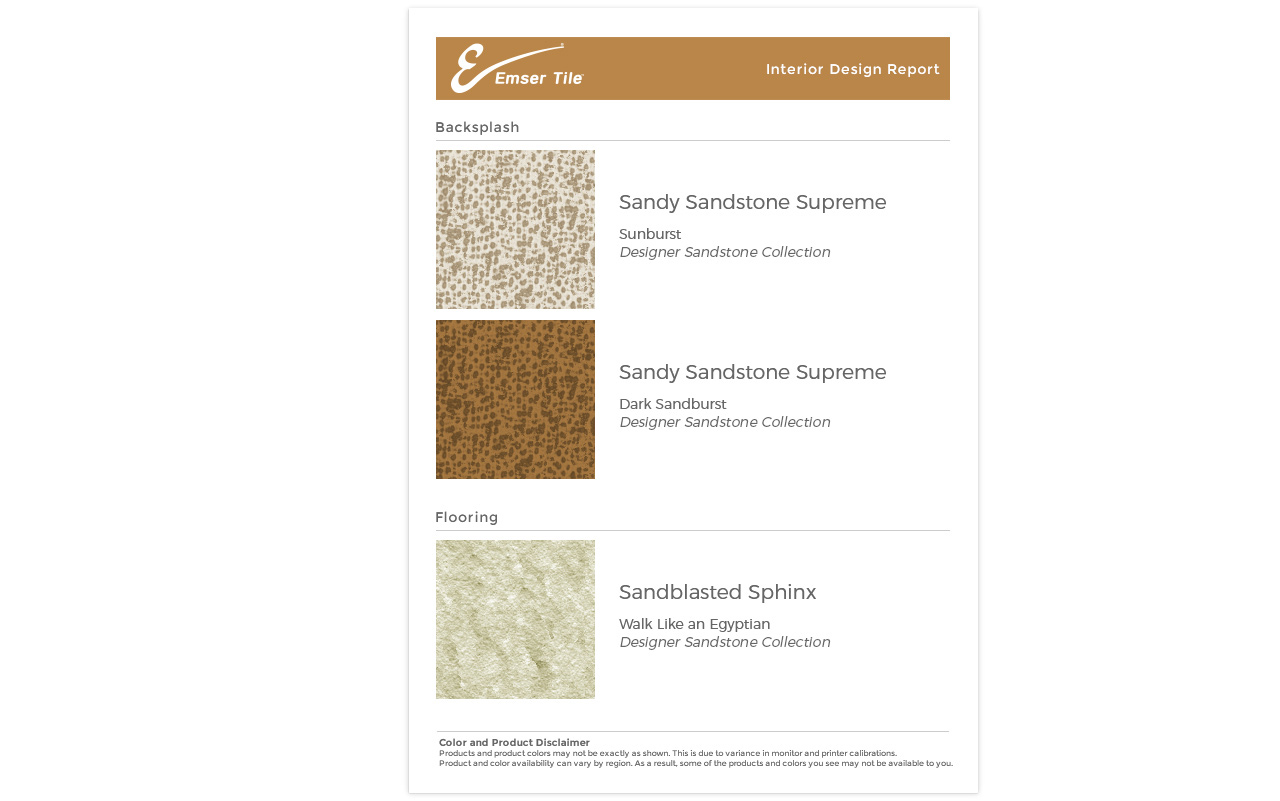 Emser Tile
Interior Design Report
Backsplash
Sandy Sandstone Supreme
Sunburst
Designer Sandstone Collection
Sandy Sandstone Supreme
Dark Sandburst
Designer Sandstone Collection
Flooring
Sandblasted Sphinx
Walk Like an Egyptian
Designer Sandstone Collection
Color and Product Disclaimer
Products and product colors may not be exactly as shown. This is due to variance in monitor and printer calibrations.
Product and color availability can vary by region. As a result, some of the products and colors you see may not be available to you.